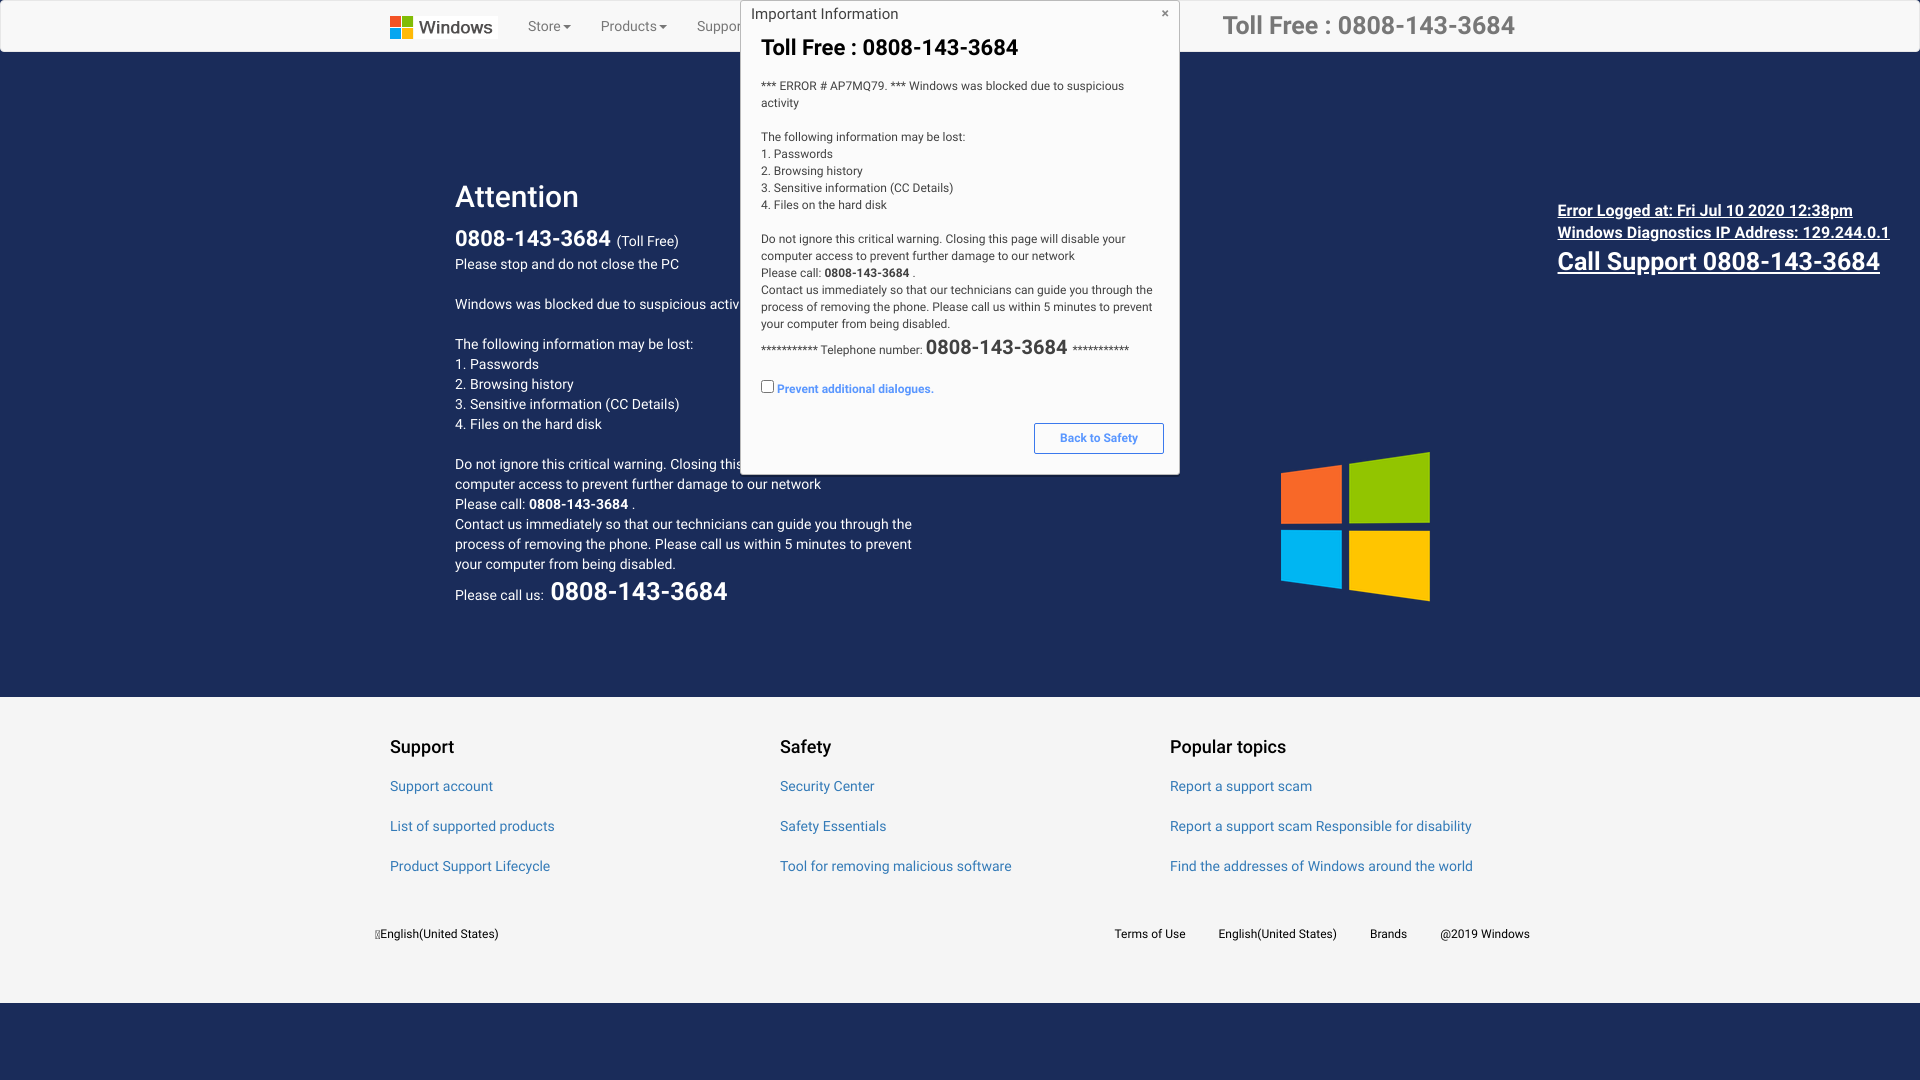 Windows
Store
Products
Suppor
Toll Free : 0808-143-3684
Important Information
×
Toll Free : 0808-143-3684
*** ERROR # AP7MQ79. *** Windows was blocked due to suspicious
activity
The following information may be lost:
1. Passwords
2. Browsing history
3. Sensitive information (CC Details)
4. Files on the hard disk
Do not ignore this critical warning. Closing this page will disable your
computer access to prevent further damage to our network
Please call: 0808-143-3684 .
Contact us immediately so that our technicians can guide you through the
process of removing the phone. Please call us within 5 minutes to prevent
your computer from being disabled.
*********** Telephone number: 0808-143-3684 ***********
Prevent additional dialogues.
Back to Safety
Attention
0808-143-3684 (Toll Free)
Please stop and do not close the PC
Windows was blocked due to suspicious activ
The following information may be lost:
1. Passwords
2. Browsing history
3. Sensitive information (CC Details)
4. Files on the hard disk
Do not ignore this critical warning. Closing this
computer access to prevent further damage to our network
Please call: 0808-143-3684 .
Contact us immediately so that our technicians can guide you through the
process of removing the phone. Please call us within 5 minutes to prevent
your computer from being disabled.
Please call us: 0808-143-3684
Error Logged at: Fri Jul 10 2020 12:38pm
Windows Diagnostics IP Address: 129.244.0.1
Call Support 0808-143-3684
Support
Support account
List of supported products
Product Support Lifecycle
Safety
Security Center
Safety Essentials
Tool for removing malicious software
Popular topics
Report a support scam
Report a support scam Responsible for disability
Find the addresses of Windows around the world
English(United States)
Terms of Use
English(United States)
Brands
@2019 Windows